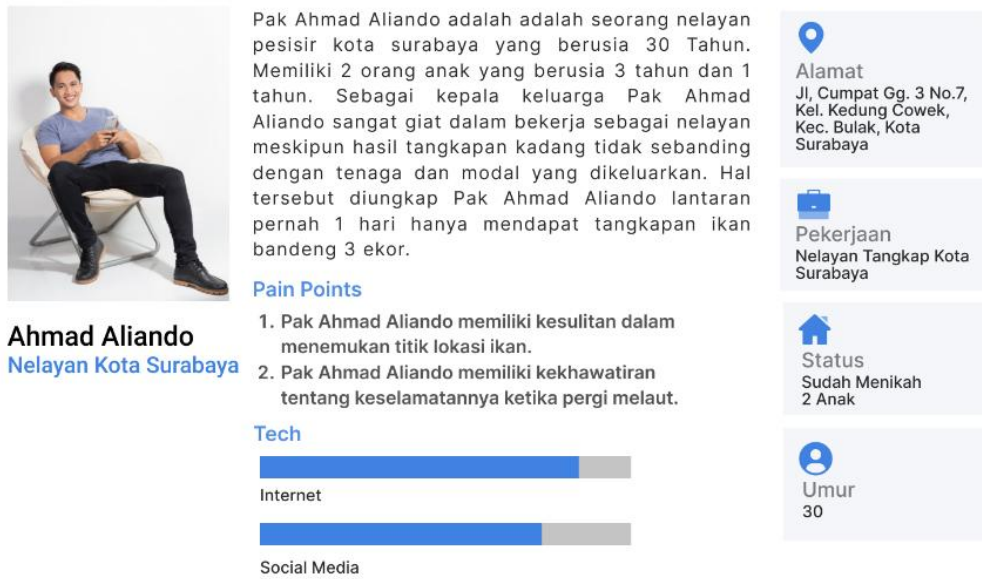 Ahmad Aliando
Nelayan Kota Surabaya
Pak Ahmad Aliando adalah adalah seorang nelayan
pesisir kota surabaya yang berusia 30 Tahun.
Memiliki 2 orang anak yang berusia 3 tahun dan 1
tahun. Sebagai kepala keluarga Pak Ahmad
Aliando sangat giat dalam bekerja sebagai nelayan
meskipun hasil tangkapan kadang tidak sebanding
dengan tenaga dan modal yang dikeluarkan. Hal
tersebut diungkap Pak Ahmad Aliando lantaran
pernah 1 hari hanya mendapat tangkapan ikan
bandeng 3 ekor.
Pain Points
1. Pak Ahmad Aliando memiliki kesulitan dalam
menemukan titik lokasi ikan.
2. Pak Ahmad Aliando memiliki kekhawatiran
tentang keselamatannya ketika pergi melaut.
Tech
Internet
Social Media
Alamat
Jl, Cumpat Gg. 3 No.7,
Kel. Kedung Cowek,
Kec. Bulak, Kota
Surabaya
Pekerjaan
Nelayan Tangkap Kota
Surabaya
Status
Sudah Menikah
2 Anak
Umur
30